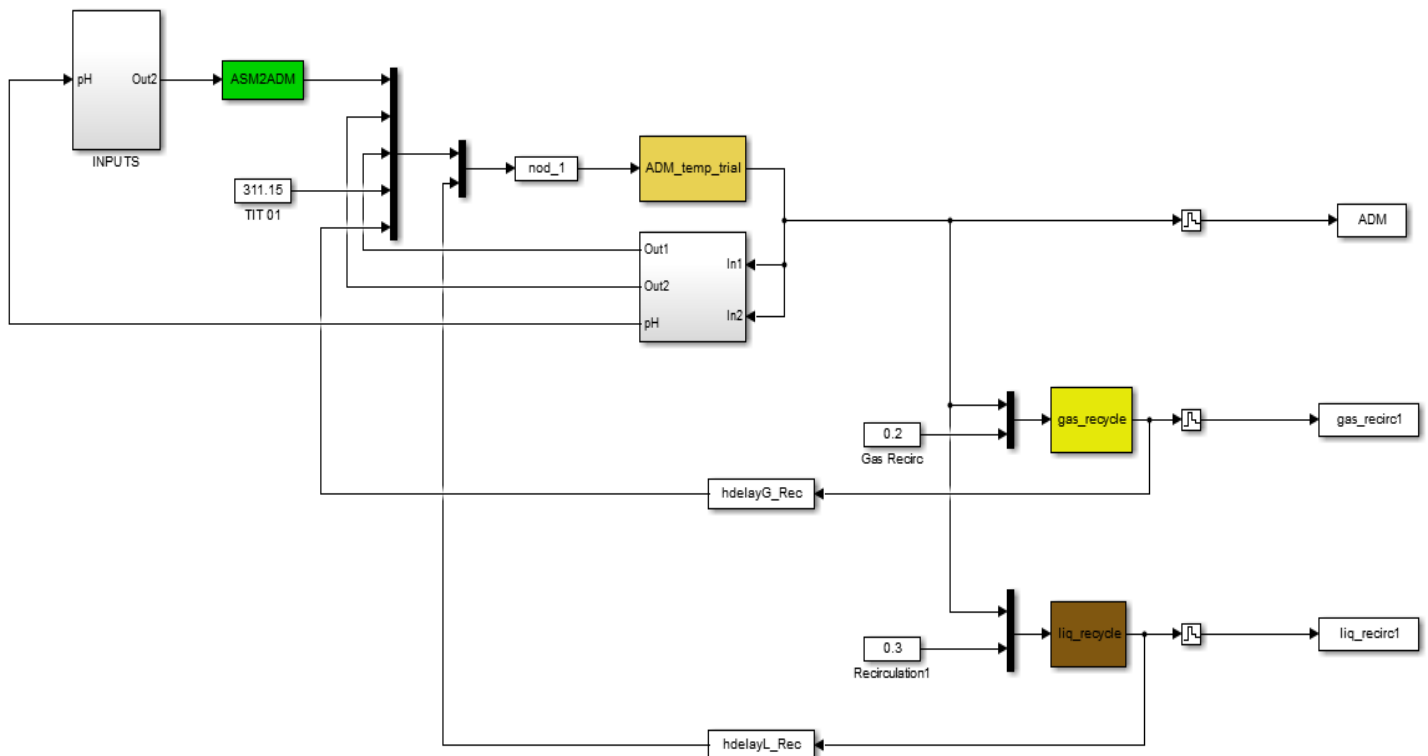 pH
Out2
INPUTS
ASM2ADM
311.15
TIT 01
nod_1
ADM_temp_trial
Out1
Out2
pH
In1
In2
ADM
0.2
Gas Recirc
gas_recycle
gas_recirc1
hdelayG_Rec
0.3
Recirculation1
liq_recycle
liq_recirc1
hdelayL_Rec